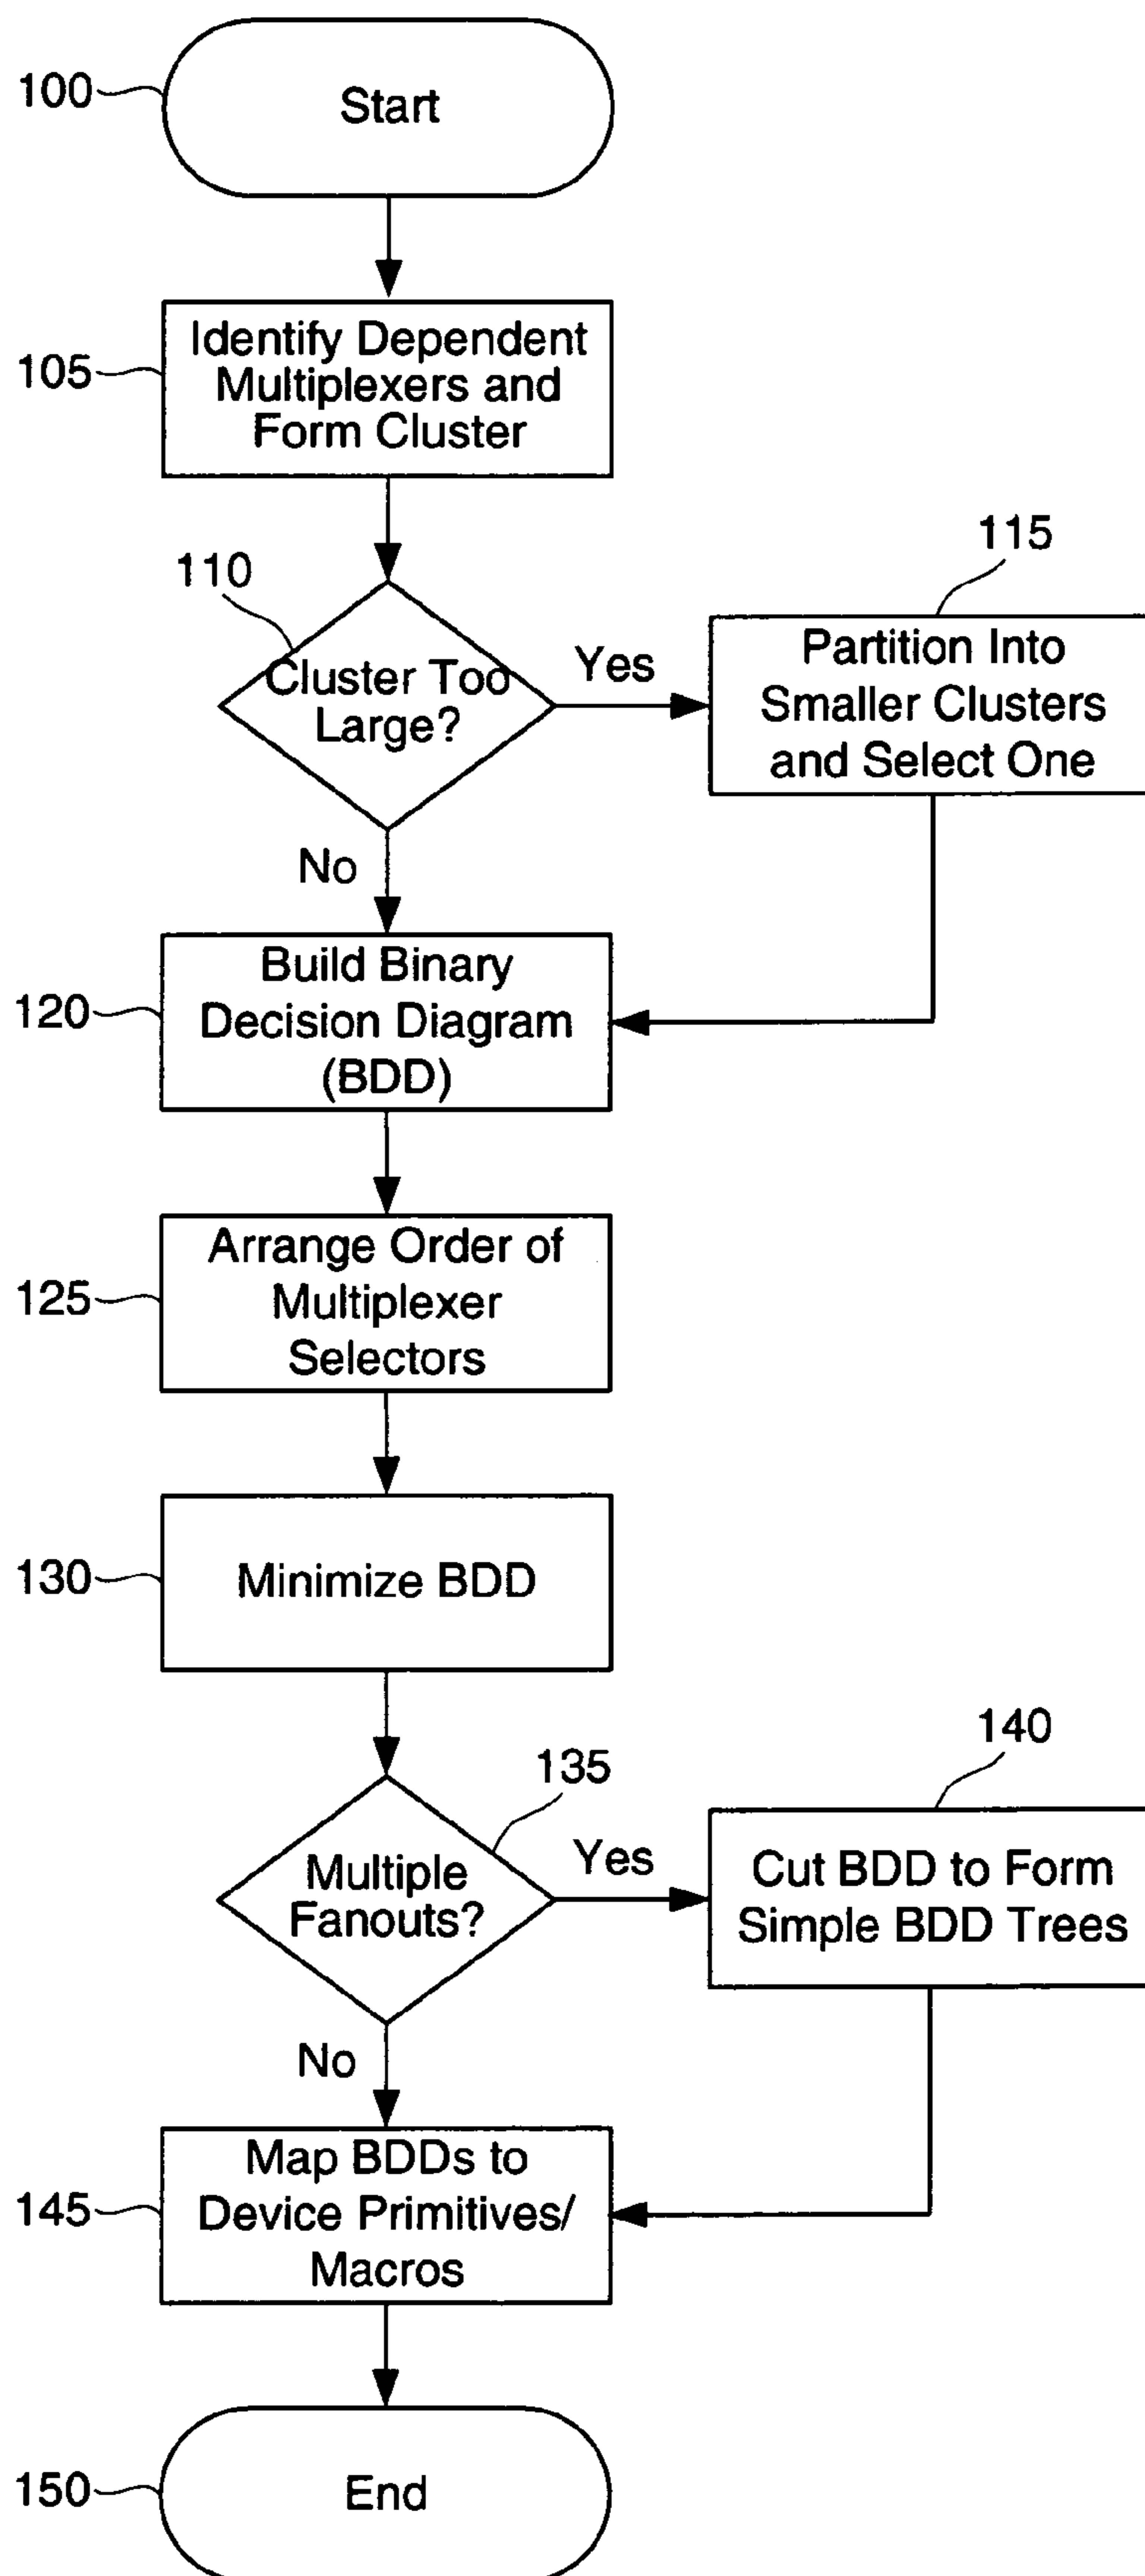 100
Start
105
Identify Dependent
Multiplexers and
Form Cluster
110
Cluster Too
Large?
Yes
115
Partition Into
Smaller Clusters
and Select One
No
120
Build Binary
Decision Diagram
(BDD)
125
Arrange Order of
Multiplexer
Selectors
130
Minimize BDD
135
Multiple
Fanouts?
Yes
140
Cut BDD to Form
Simple BDD Trees
No
145
Map BDDs to
Device Primitives/
Macros
150
End